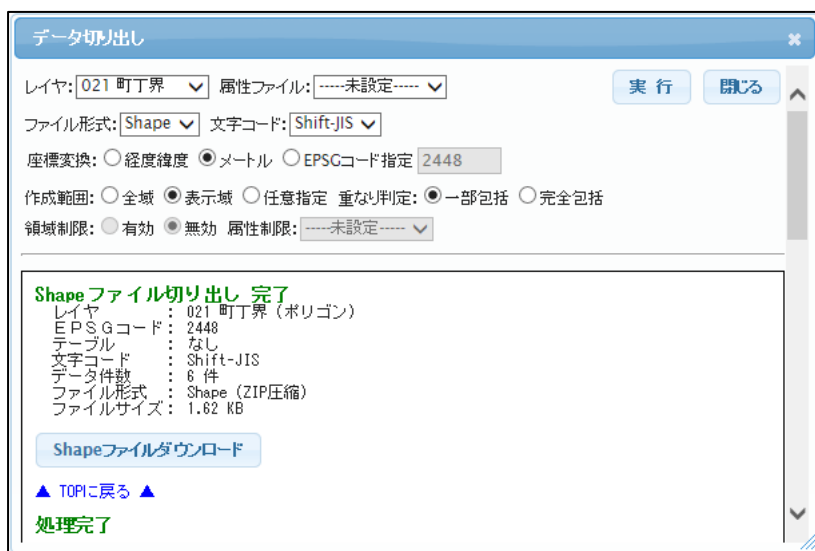 データ切り出し
レイヤ: 021 町丁界 属性ファイル: -----未設定----- 実 行 閉じる
ファイル形式: Shape 文字コード: Shift-JIS
座標変換: 経度緯度 メートル EPSGコード指定 2448
作成範囲: 全域 表示域 任意指定 重なり判定: 一部包括 完全包括
領域制限: 有効 無効 属性制限: -----未設定-----
Shapeファイル切り出し 完了
レイヤ : 021 町丁界（ポリゴン）
EPSGコード: 2448
テーブル : なし
文字コード : Shift-JIS
データ件数 : 6 件
ファイル形式 : Shape（ZIP圧縮）
ファイルサイズ: 1.62 KB
Shapeファイルダウンロード
▲ TOPに戻る ▲
処理完了